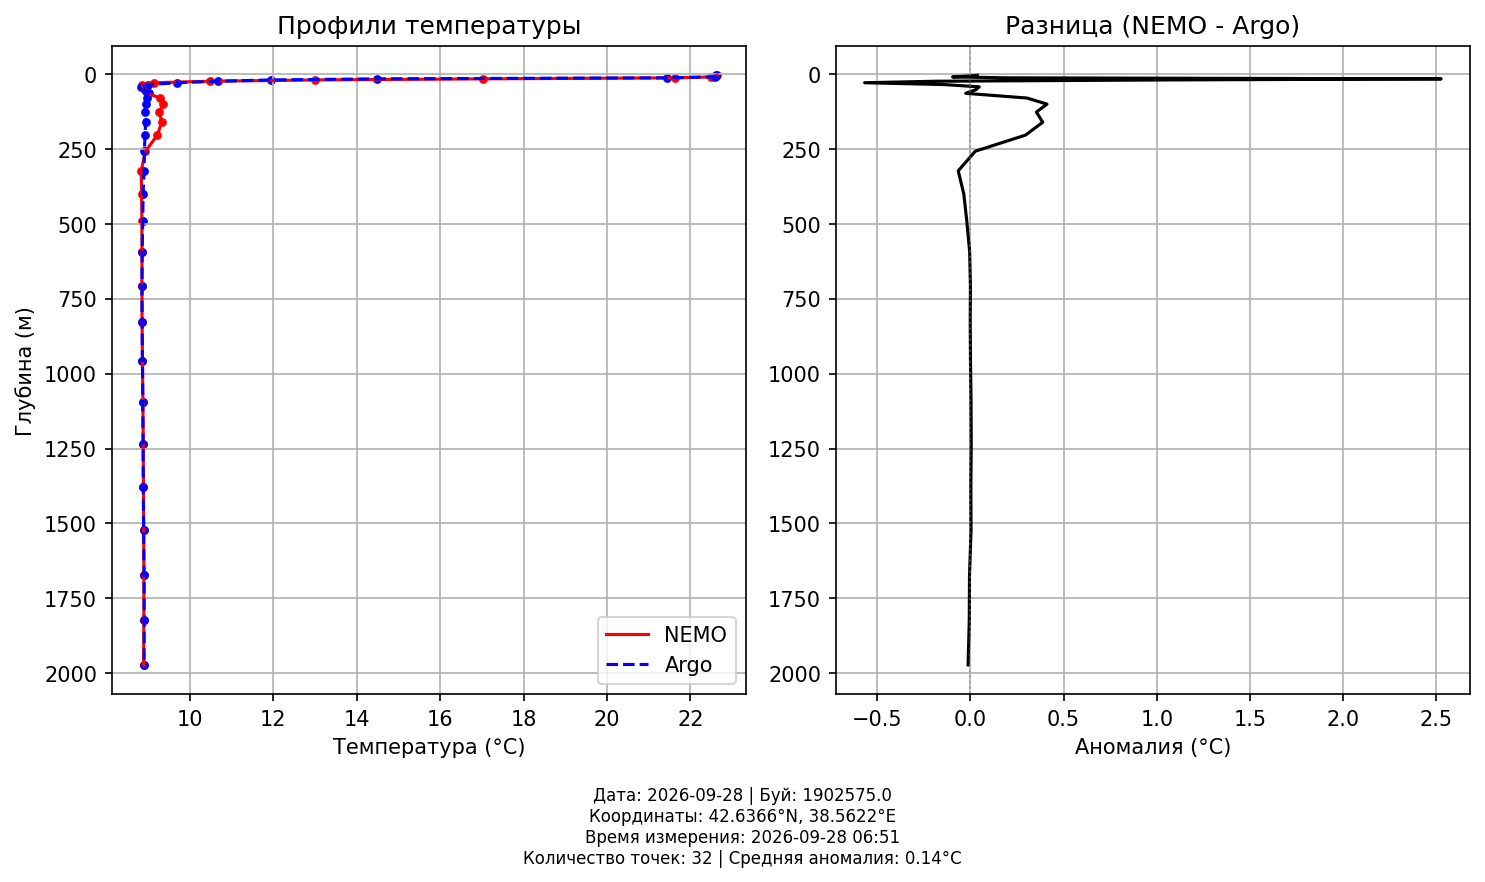 Профили температуры
Разница (NEMO - Argo)
Глубина (м)
0
250
500
750
1000
1250
1500
1750
2000
10
12
14
16
18
20
22
Температура (°C)
NEMO
Argo
0
250
500
750
1000
1250
1500
1750
2000
−0.5
0.0
0.5
1.0
1.5
2.0
2.5
Аномалия (°C)
Дата: 2026-09-28 | Буй: 1902575.0
Координаты: 42.6366°N, 38.5622°E
Время измерения: 2026-09-28 06:51
Количество точек: 32 | Средняя аномалия: 0.14°C